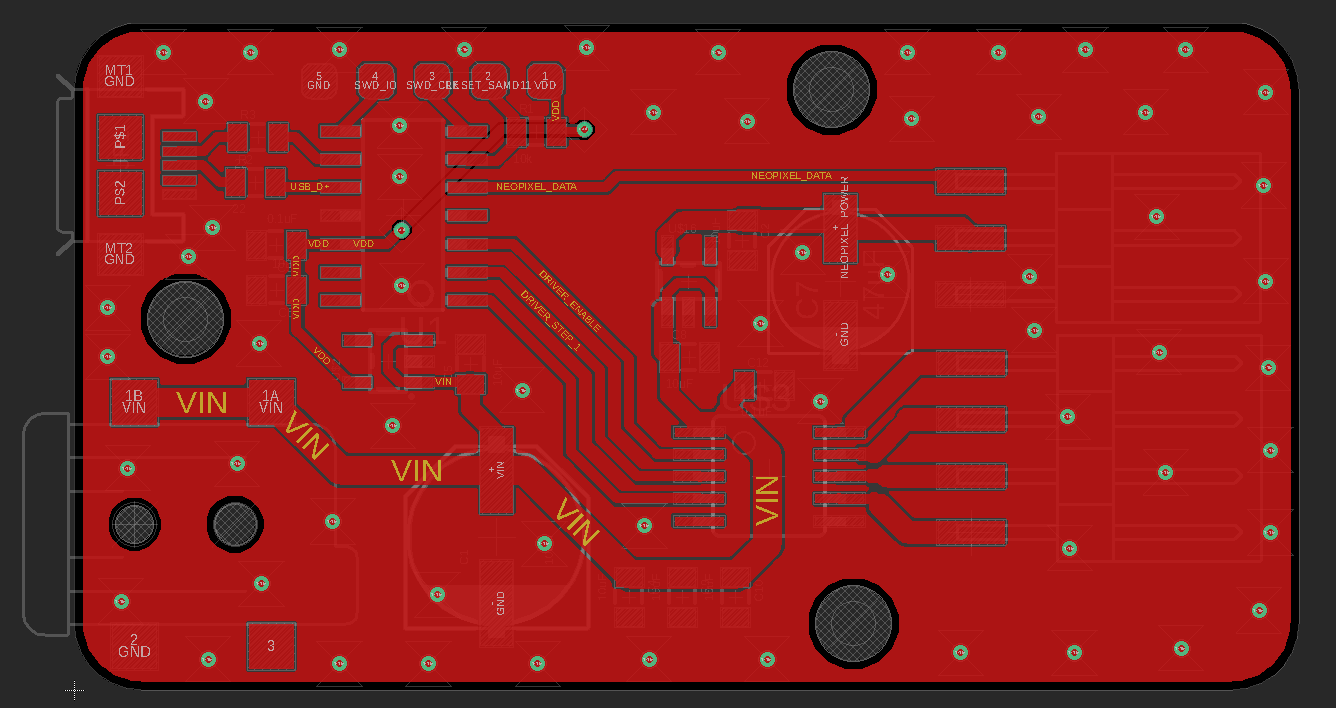 MT1
GND
5
GND
4
SWD_IO
3
SWD_CLK
2
RESET_SAMD11
1
VDD
VDD
P$1
PS2
USB_D+
NEOPIXEL_DATA
NEOPIXEL_DATA
NEOPIXEL_POWER
+
MT2
GND
VDD
VDD
VDD
VDD
VDD
DRIVER_ENABLE
DRIVER_STEP_1
C7
47uF
GND
-
VIN
1B
VIN
VIN
1A
VIN
VIN
VIN
+
VIN
VIN
VIN
-
GND
2
GND
3